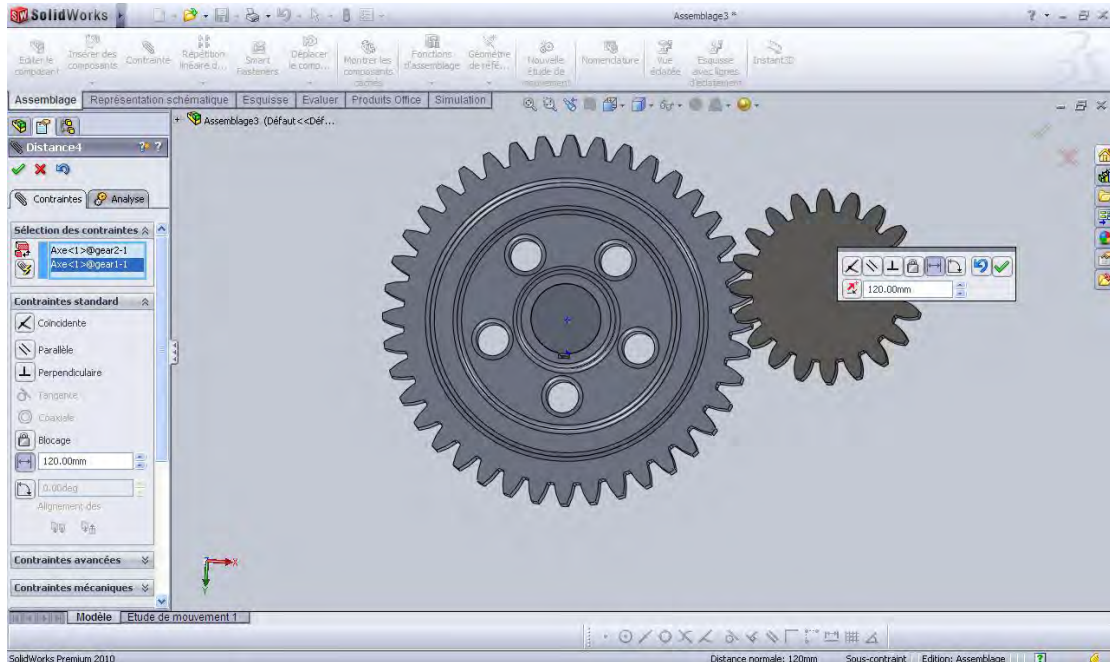 SolidWorks
Assemblage3 *
Editer le composant
Insérer des composants
Contrainte
Répétition linéaire d...
Smart Fasteners
Déplacer le comp...
Montrer les composants cachés
Fonctions d'assemblage
Géométrie de réfé...
Nouvelle étude de mouvement
Nomenclature
Vue éclatée
Esquisse avec lignes d'éclatement
Instant3D
Assemblage Représentation schématique Esquisse Evaluer Produits Office Simulation
Assemblage3 (Défaut<<Déf...
Distance4
Contraintes Analyse
Sélection des contraintes
Axe<1>@gear2-1
Axe<1>@gear1-1
120.00mm
Contraintes standard
Coïncidente
Parallèle
Perpendiculaire
Tangente
Coaxiale
Blocage
120.00mm
0.00deg
Alignement des
Contraintes avancées
Contraintes mécaniques
X
Y
Modèle Etude de mouvement 1
SolidWorks Premium 2010
Distance normale: 120mm Sous-contraint Edition: Assemblage